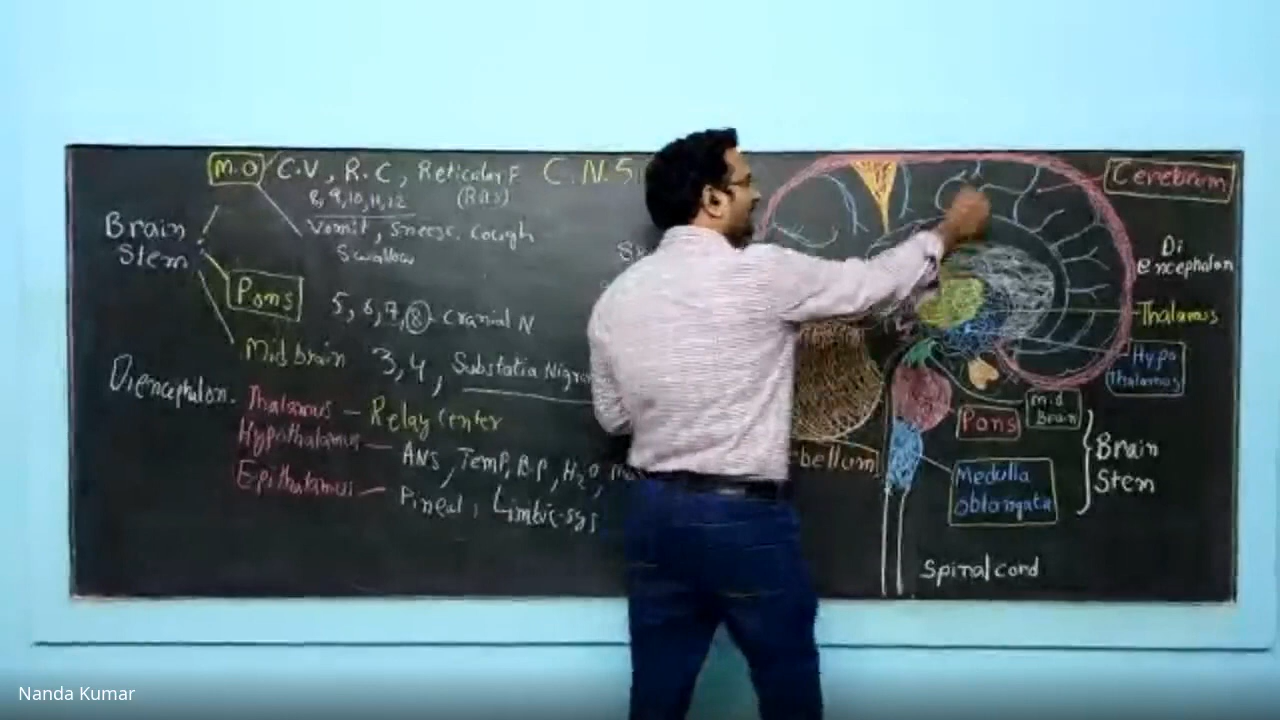 M.O C.V, R.C, Reticular F C.N.S
8,9,10,11,12 (RAS)
Vomit, Sneeze, Cough
Swallow
Brain
Stem
Pons
5,6,7,8 - cranial N
Mid brain 3,4, Substatia Nigra
Diencephalon.
Thalamus - Relay Center
Hypothalamus - ANS, Temp, B.P, H2O,
Epithalamus - Pineal, Limbic-sys
Cerebrum
Di
encephalon
Thalamus
Hypo
Thalamus
Mid
Brain
Pons
Brain
Stem
bellum
Medulla
oblongata
Spinal cord
Nanda Kumar